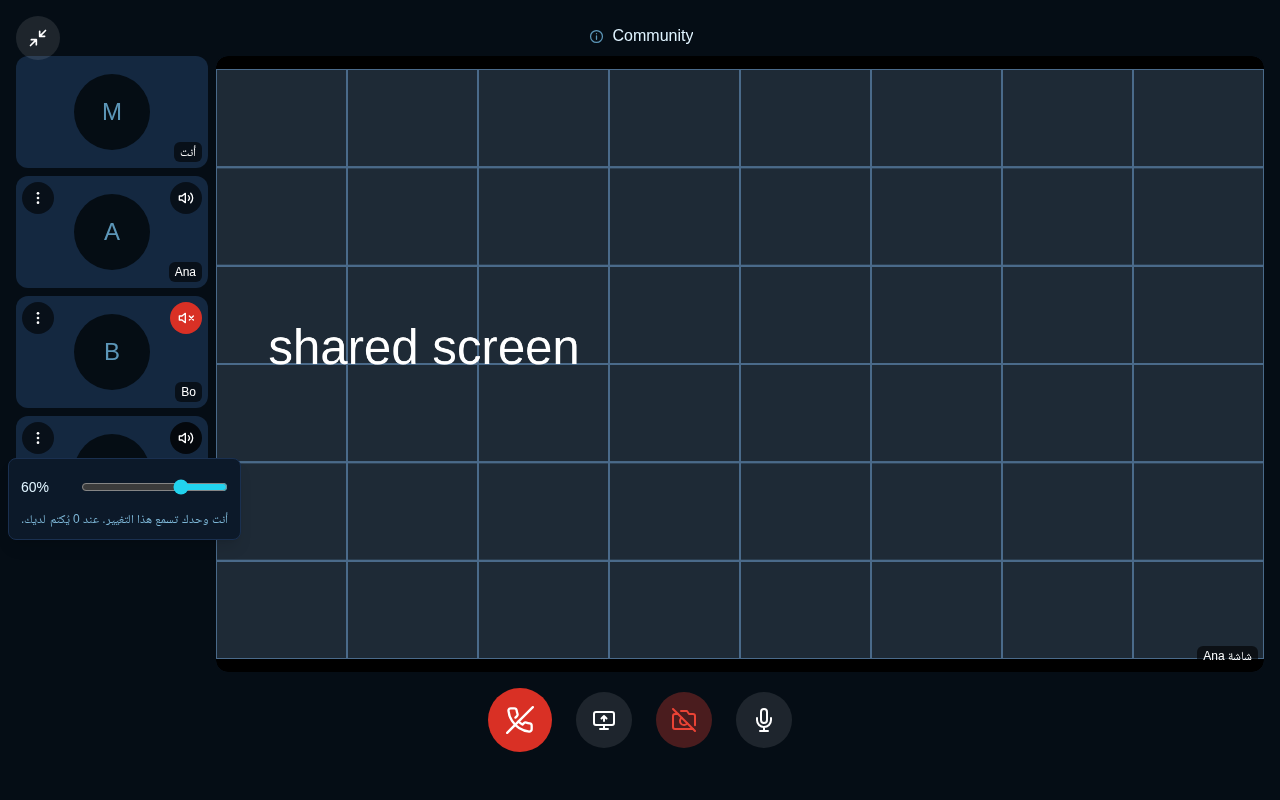 Community
M
أنت
A
Ana
B
Bo
60%
أنت وحدك تسمع هذا التغيير. عند 0 يُكتم لديك.
shared screen
شاشة Ana